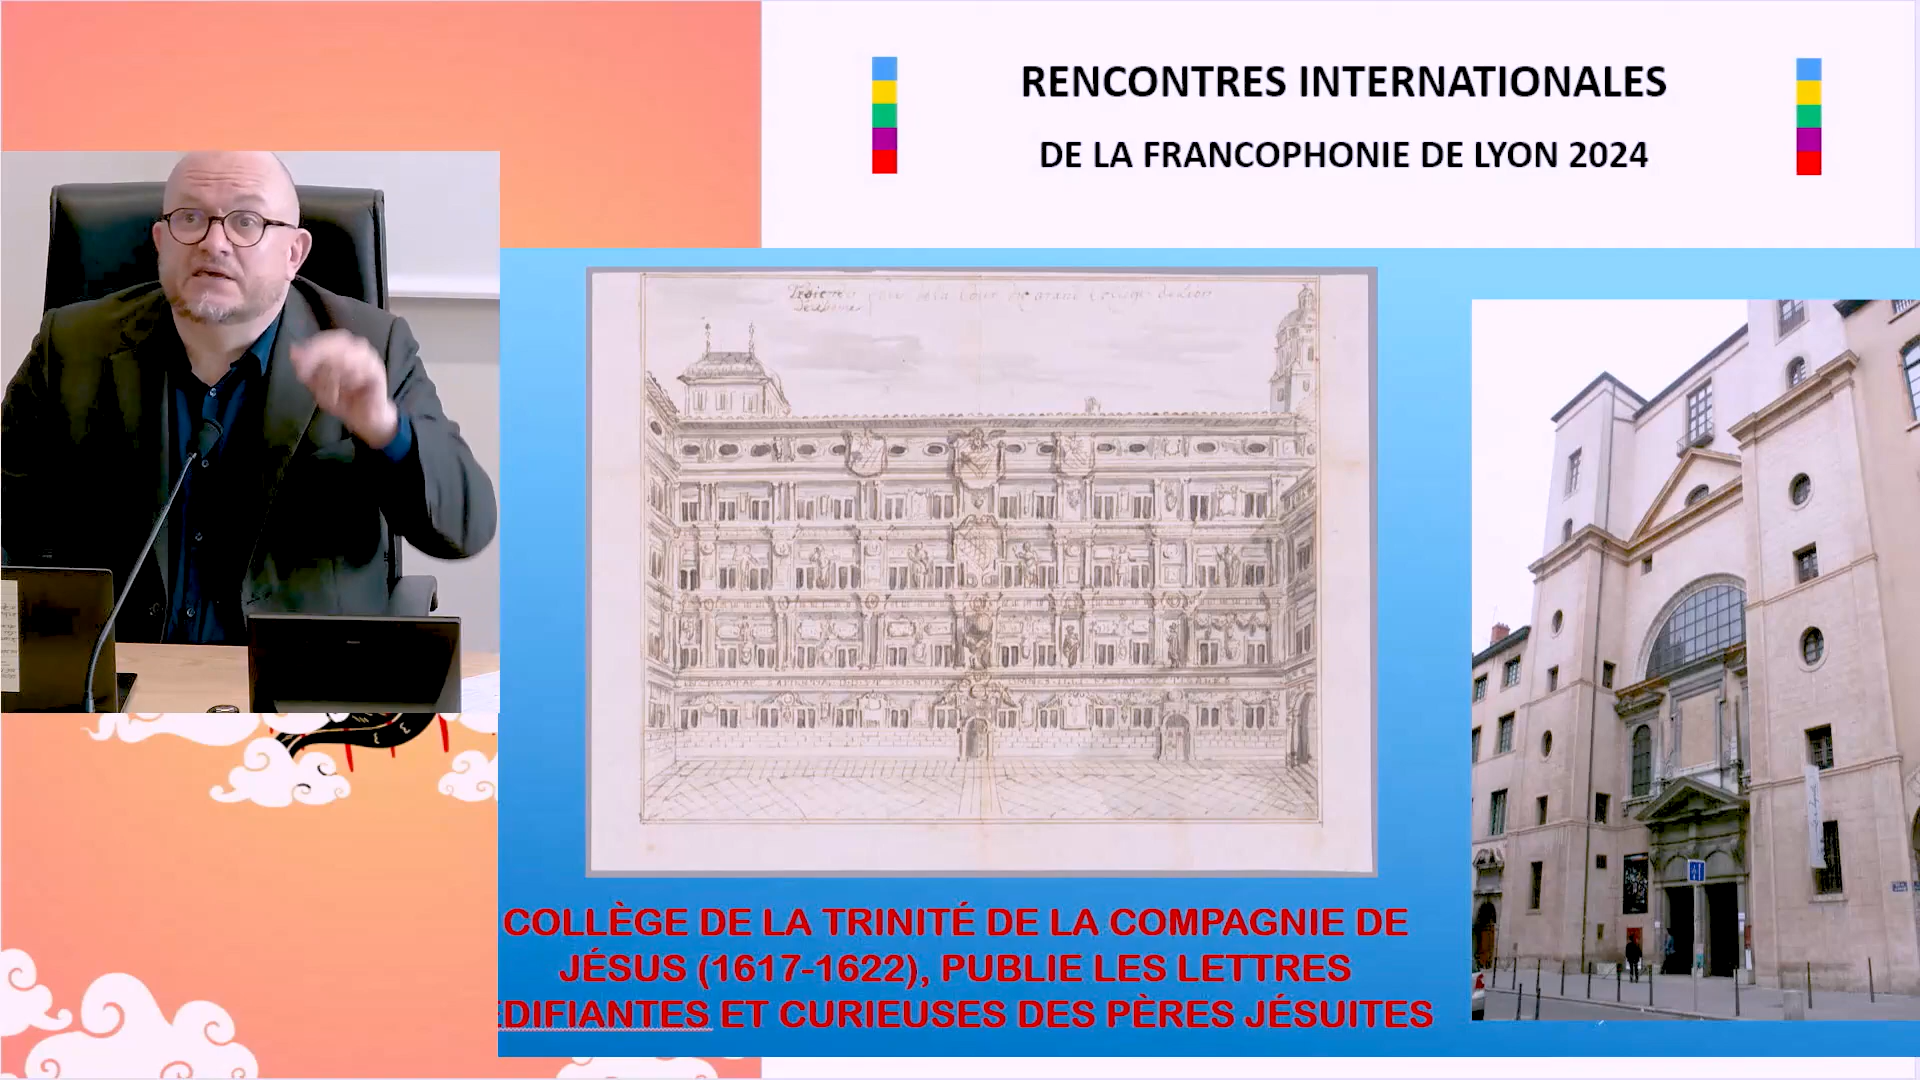 RENCONTRES INTERNATIONALES
DE LA FRANCOPHONIE DE LYON 2024
COLLÈGE DE LA TRINITÉ DE LA COMPAGNIE DE
JÉSUS (1617-1622), PUBLIE LES LETTRES
EDIFIANTES ET CURIEUSES DES PÈRES JÉSUITES